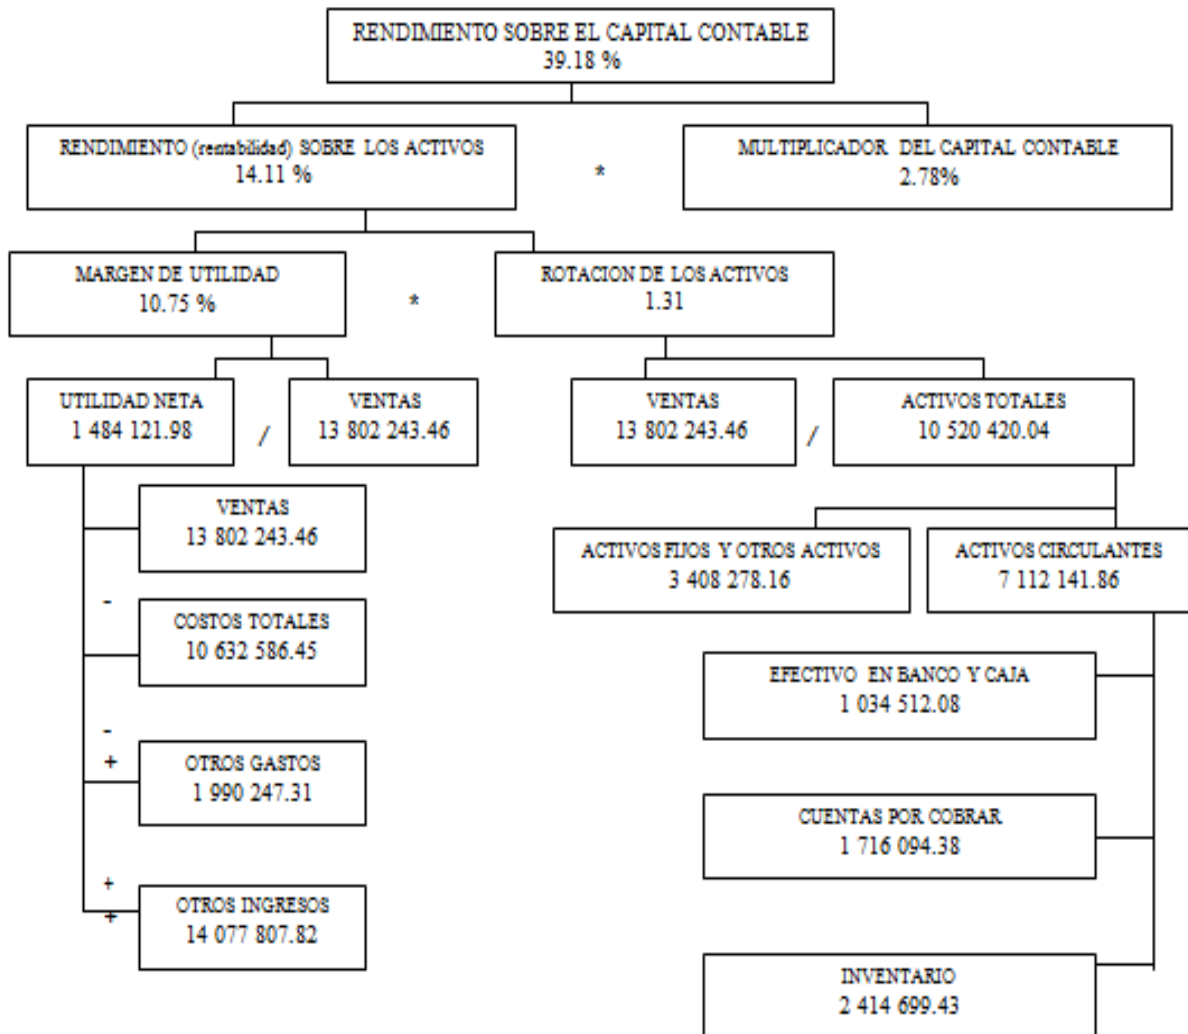 RENDIMIENTO SOBRE EL CAPITAL CONTABLE
39.18 %
RENDIMIENTO (rentabilidad) SOBRE LOS ACTIVOS
14.11 %
*
MULTIPLICADOR DEL CAPITAL CONTABLE
2.78%
MARGEN DE UTILIDAD
10.75 %
*
ROTACION DE LOS ACTIVOS
1.31
UTILIDAD NETA
1 484 121.98
/
VENTAS
13 802 243.46
VENTAS
13 802 243.46
/
ACTIVOS TOTALES
10 520 420.04
VENTAS
13 802 243.46
-
COSTOS TOTALES
10 632 586.45
-
+
OTROS GASTOS
1 990 247.31
+
+
OTROS INGRESOS
14 077 807.82
ACTIVOS FIJOS Y OTROS ACTIVOS
3 408 278.16
ACTIVOS CIRCULANTES
7 112 141.86
EFECTIVO EN BANCO Y CAJA
1 034 512.08
CUENTAS POR COBRAR
1 716 094.38
INVENTARIO
2 414 699.43